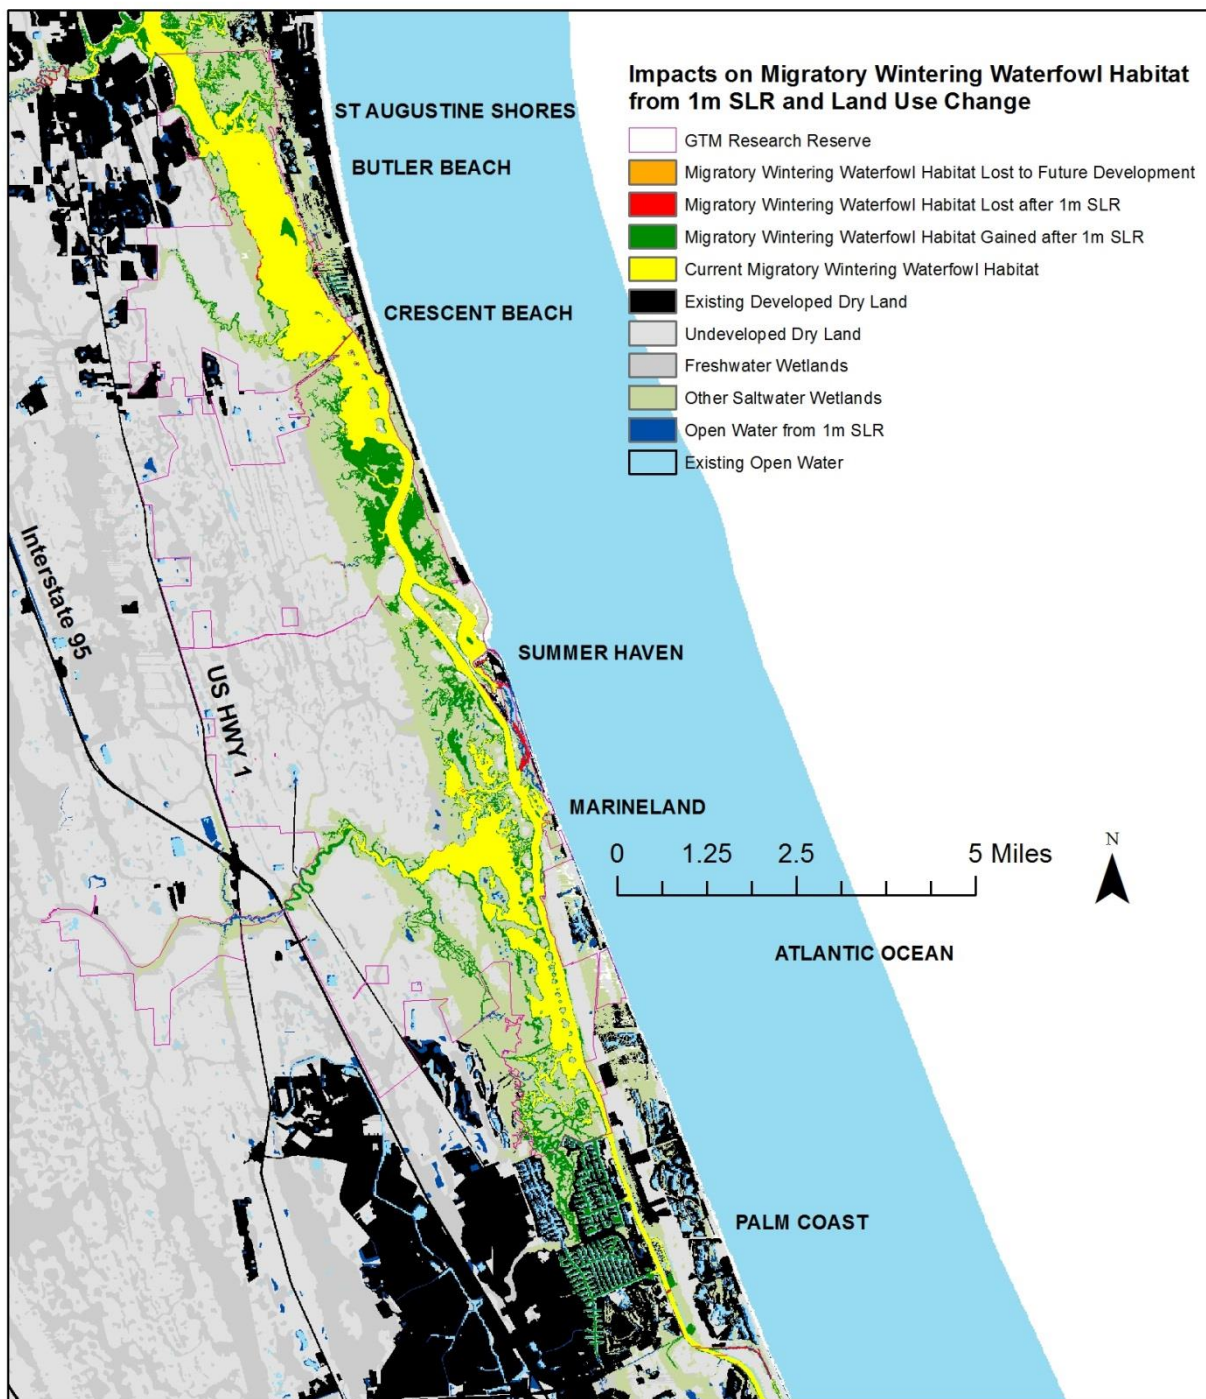 Impacts on Migratory Wintering Waterfowl Habitat
from 1m SLR and Land Use Change
GTM Research Reserve
Migratory Wintering Waterfowl Habitat Lost to Future Development
Migratory Wintering Waterfowl Habitat Lost after 1m SLR
Migratory Wintering Waterfowl Habitat Gained after 1m SLR
Current Migratory Wintering Waterfowl Habitat
Existing Developed Dry Land
Undeveloped Dry Land
Freshwater Wetlands
Other Saltwater Wetlands
Open Water from 1m SLR
Existing Open Water
ST AUGUSTINE SHORES
BUTLER BEACH
CRESCENT BEACH
Interstate 95
US HWY 1
SUMMER HAVEN
MARINELAND
0 1.25 2.5 5 Miles
N
ATLANTIC OCEAN
PALM COAST